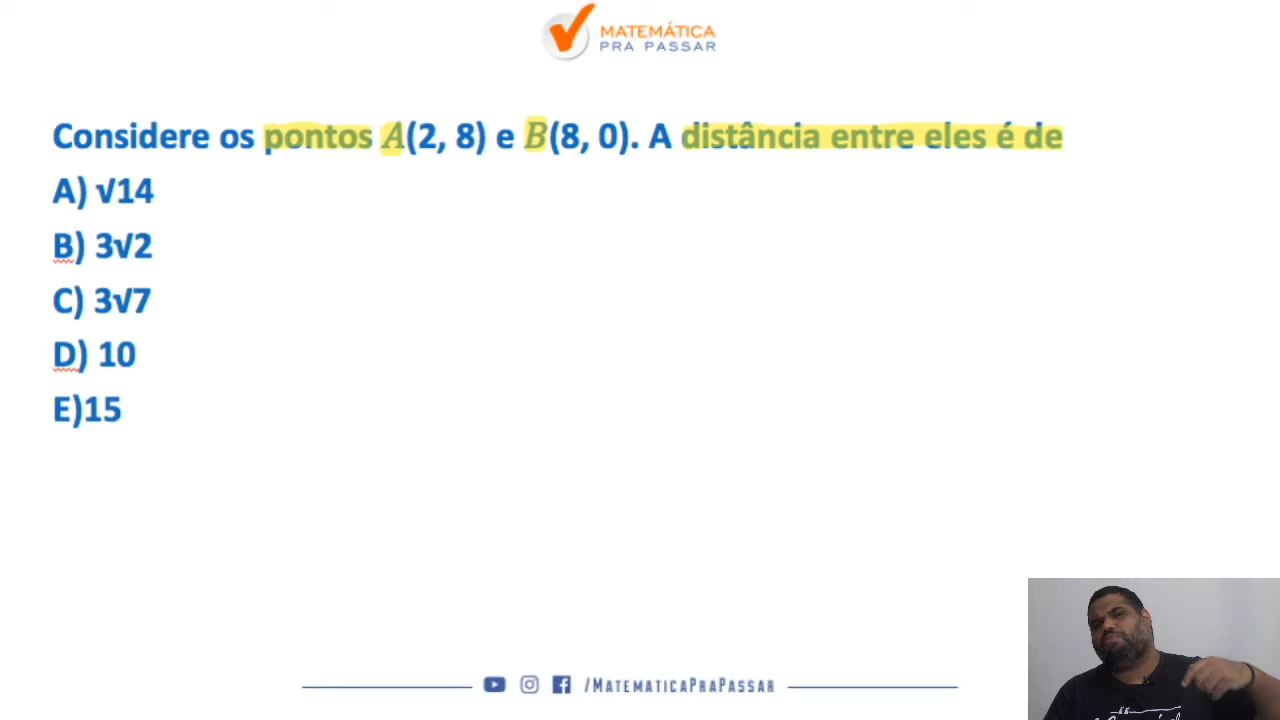 MATEMÁTICA
PRA PASSAR
Considere os pontos A(2, 8) e B(8, 0). A distância entre eles é de
A) √14
B) 3√2
C) 3√7
D) 10
E)15
/MATEMATICAPRAPASSAR